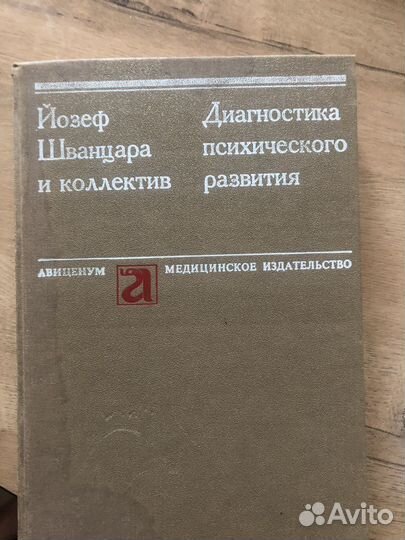 Йозеф
Шванцара
и коллектив
Диагностика
психического
развития
АВИЦЕНУМ
a
МЕДИЦИНСКОЕ ИЗДАТЕЛЬСТВО
Avito